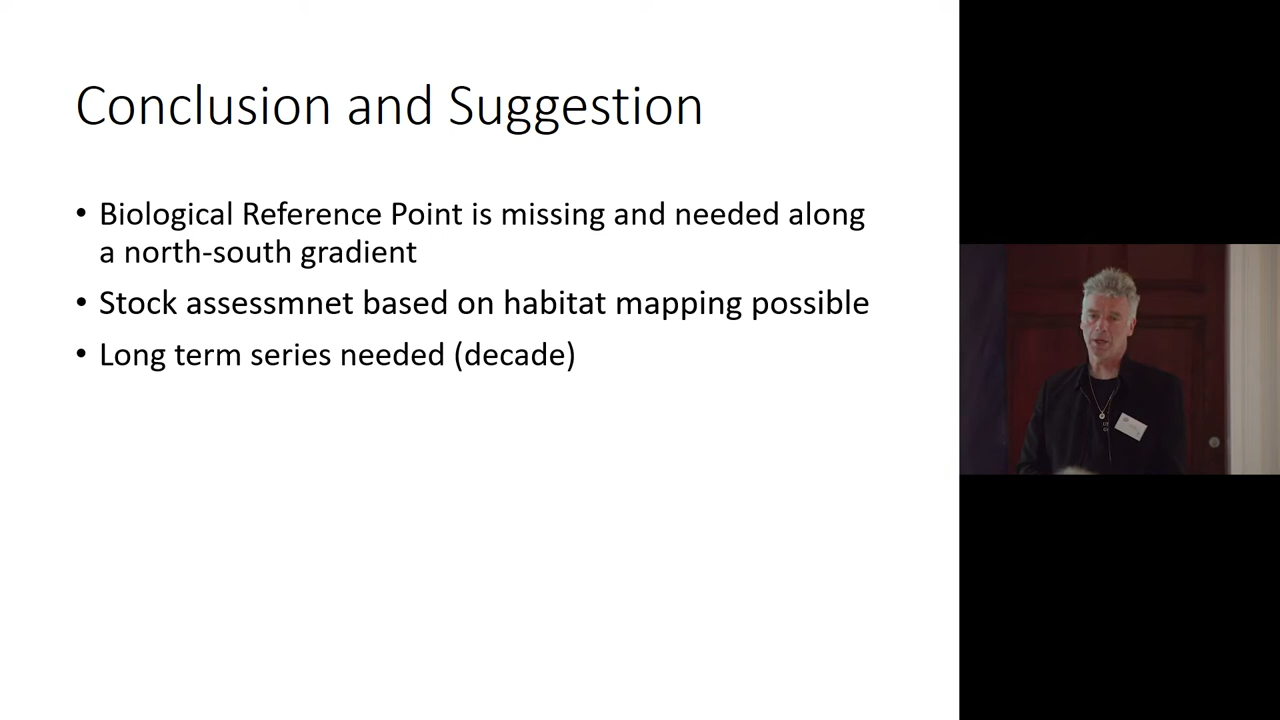 Conclusion and Suggestion
• Biological Reference Point is missing and needed along
a north-south gradient
• Stock assessmnet based on habitat mapping possible
• Long term series needed (decade)